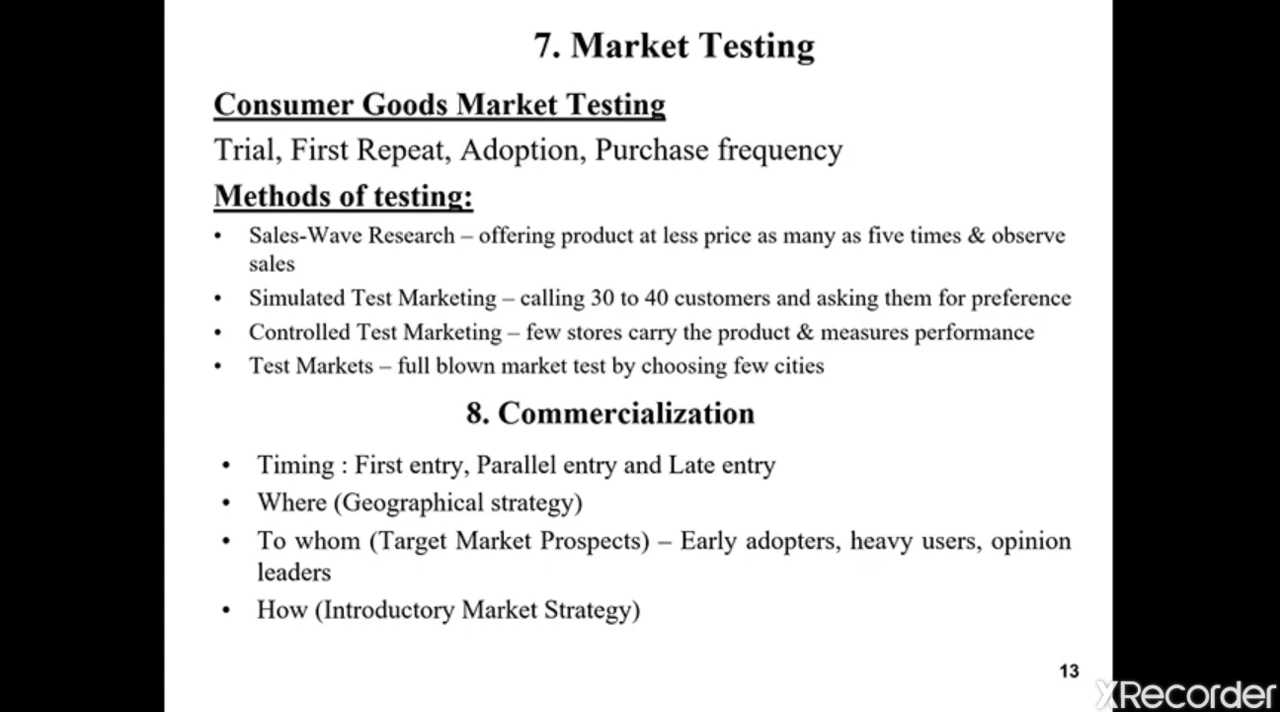 7. Market Testing
Consumer Goods Market Testing
Trial, First Repeat, Adoption, Purchase frequency
Methods of testing:
• Sales-Wave Research – offering product at less price as many as five times & observe
sales
• Simulated Test Marketing – calling 30 to 40 customers and asking them for preference
• Controlled Test Marketing – few stores carry the product & measures performance
• Test Markets – full blown market test by choosing few cities
8. Commercialization
• Timing : First entry, Parallel entry and Late entry
• Where (Geographical strategy)
• To whom (Target Market Prospects) – Early adopters, heavy users, opinion
leaders
• How (Introductory Market Strategy)
13
XRecorder